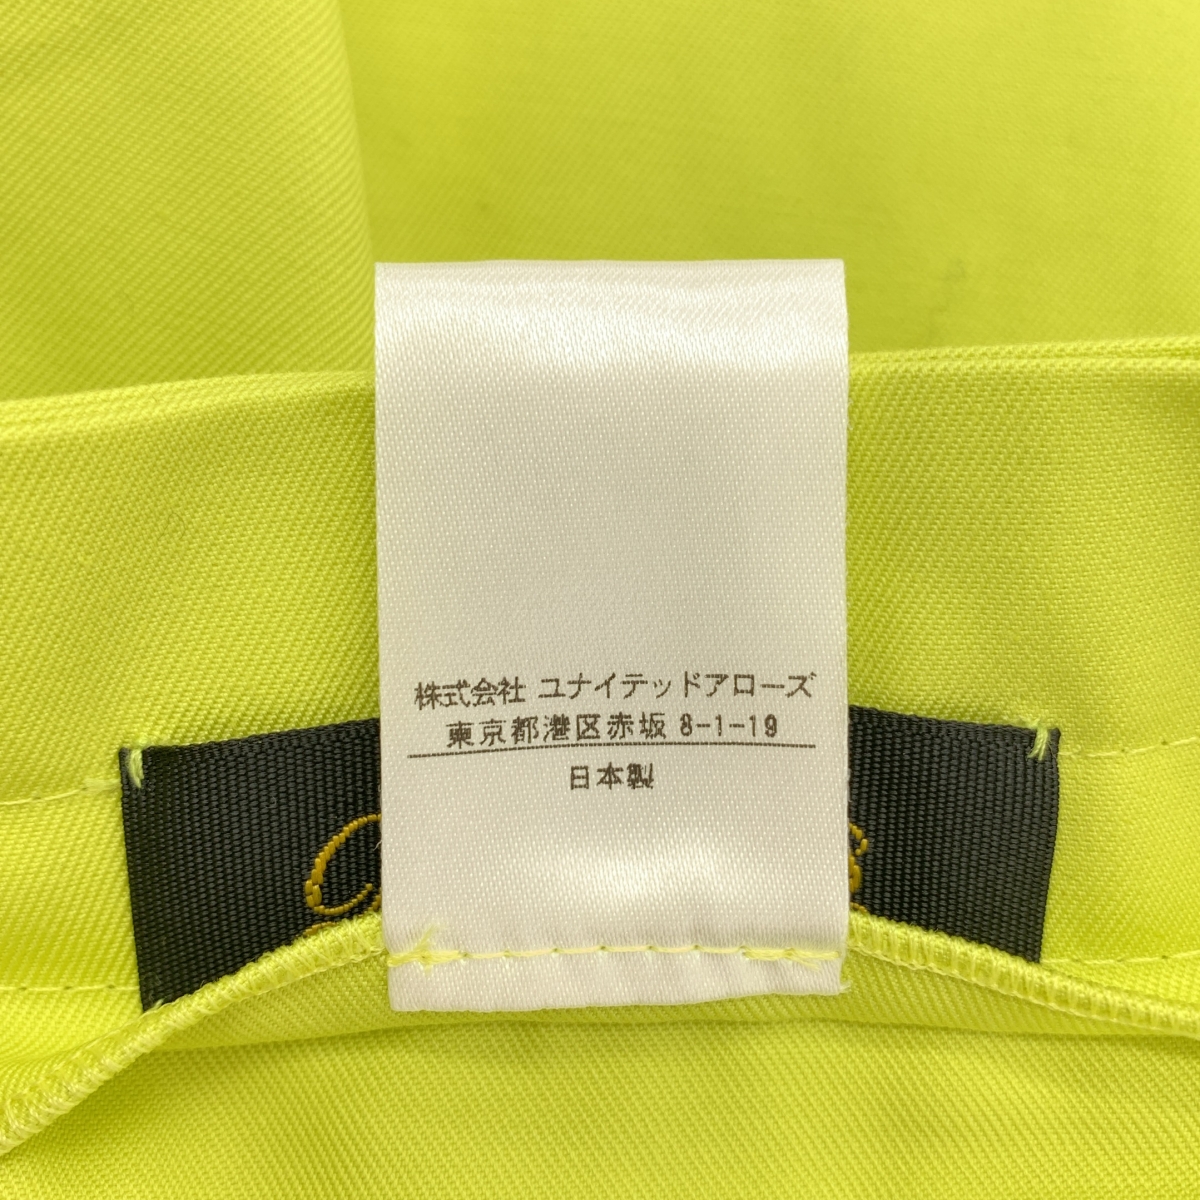 株式会社 ユナイテッドアローズ
東京都港区赤坂 8-1-19
日本製